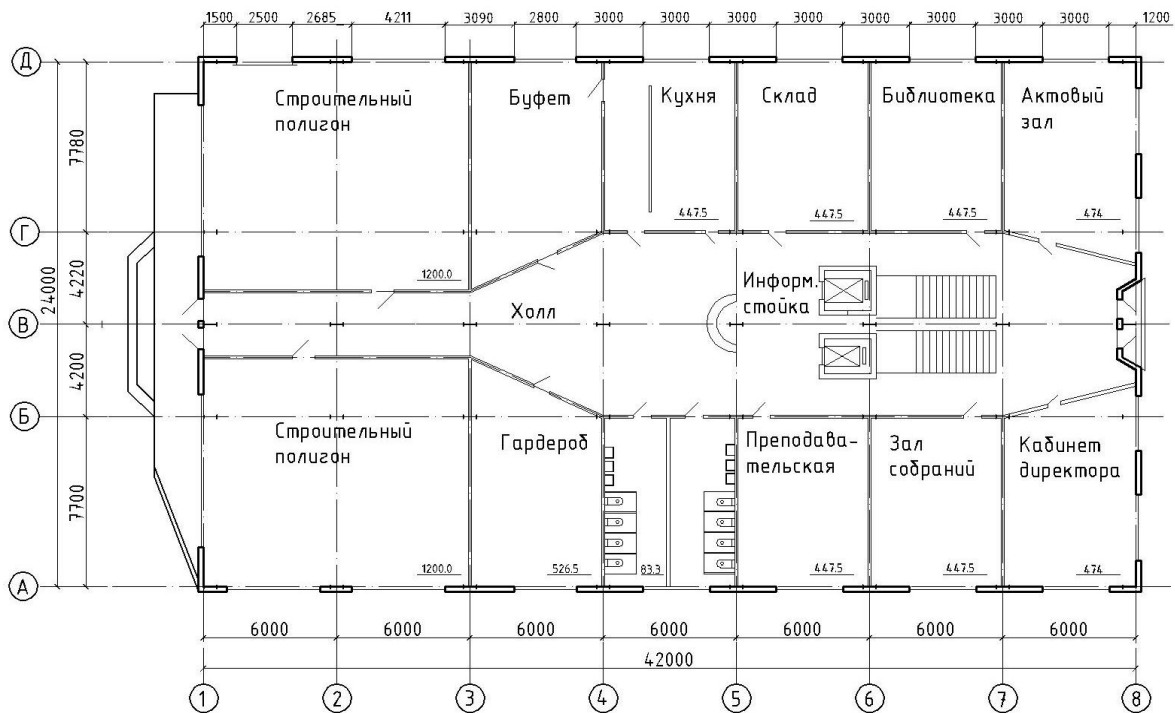 1500 2500 2685 4211 3090 2800 3000 3000 3000 3000 3000 3000 3000 3000 1200
Д
Строительный
полигон
Буфет
Кухня
Склад
Библиотека
Актовый
зал
7780
447.5 447.5 447.5 474
Г
1200.0
4220
24000
Информ.
стойка
Холл
В
4200
Б
Строительный
полигон
Гардероб
Преподава-
тельская
Зал
собраний
Кабинет
директора
7700
1200.0 526.5 83.3 447.5 447.5 474
А
6000 6000 6000 6000 6000 6000 6000
42000
1 2 3 4 5 6 7 8